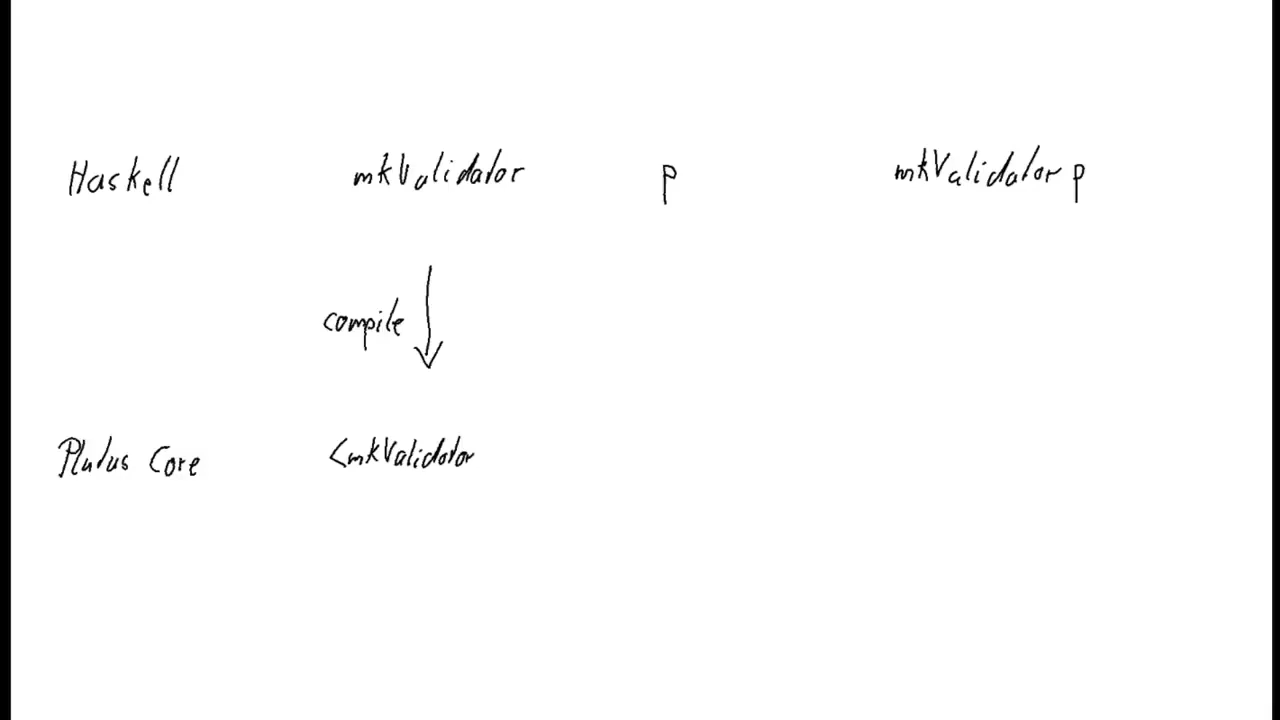 Haskell mkValidator p mkValidator p
compile
Plutus Core <mkValidator